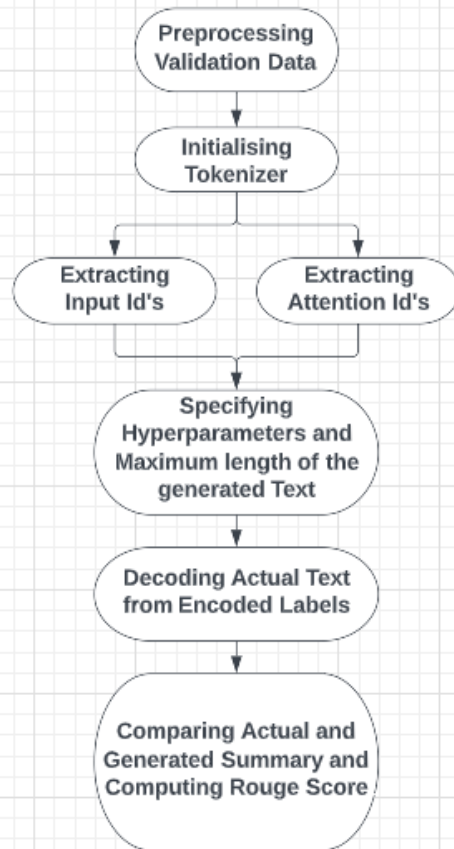 Preprocessing
Validation Data
Initialising
Tokenizer
Extracting
Input Id's
Extracting
Attention Id's
Specifying
Hyperparameters and
Maximum length of the
generated Text
Decoding Actual Text
from Encoded Labels
Comparing Actual and
Generated Summary and
Computing Rouge Score